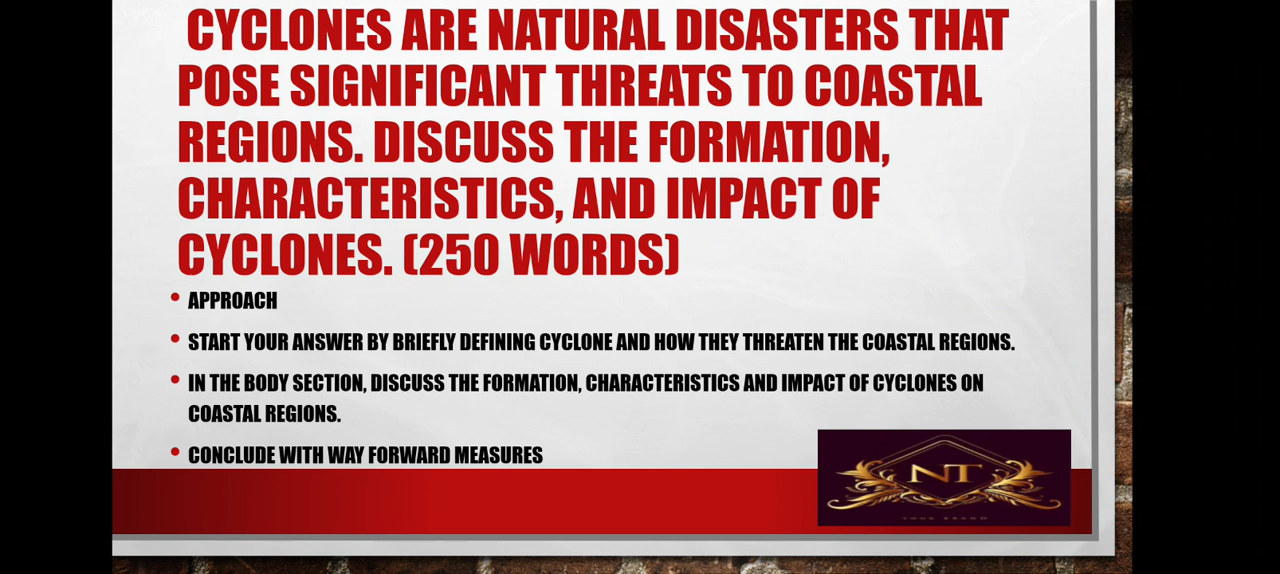 CYCLONES ARE NATURAL DISASTERS THAT
POSE SIGNIFICANT THREATS TO COASTAL
REGIONS. DISCUSS THE FORMATION,
CHARACTERISTICS, AND IMPACT OF
CYCLONES. (250 WORDS)
• APPROACH
• START YOUR ANSWER BY BRIEFLY DEFINING CYCLONE AND HOW THEY THREATEN THE COASTAL REGIONS.
• IN THE BODY SECTION, DISCUSS THE FORMATION, CHARACTERISTICS AND IMPACT OF CYCLONES ON
COASTAL REGIONS.
• CONCLUDE WITH WAY FORWARD MEASURES
NT
YOUR BRAND